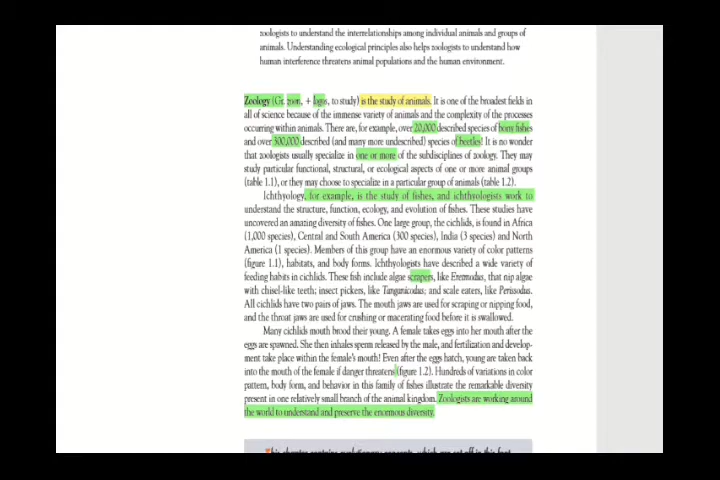 zoologists to understand the interrelationships among individual animals and groups of
animals. Understanding ecological principles also helps zoologists to understand how
human interference threatens animal populations and the human environment.
Zoology (Gr. zoon, + logos, to study) is the study of animals. It is one of the broadest fields in
all of science because of the immense variety of animals and the complexity of the processes
occurring within animals. There are, for example, over 20,000 described species of bony fishes
and over 300,000 described (and many more undescribed) species of beetles! It is no wonder
that zoologists usually specialize in one or more of the subdisciplines of zoology. They may
study particular functional, structural, or ecological aspects of one or more animal groups
(table 1.1), or they may choose to specialize in a particular group of animals (table 1.2).
Ichthyology, for example, is the study of fishes, and ichthyologists work to
understand the structure, function, ecology, and evolution of fishes. These studies have
uncovered an amazing diversity of fishes. One large group, the cichlids, is found in Africa
(1,000 species), Central and South America (300 species), India (3 species) and North
America (1 species). Members of this group have an enormous variety of color patterns
(figure 1.1), habitats, and body forms. Ichthyologists have described a wide variety of
feeding habits in cichlids. These fish include algae scrapers, like Eretmodus, that nip algae
with chisel-like teeth; insect pickers, like Tanganicodus; and scale eaters, like Perissodus.
All cichlids have two pairs of jaws. The mouth jaws are used for scraping or nipping food,
and the throat jaws are used for crushing or macerating food before it is swallowed.
Many cichlids mouth brood their young. A female takes eggs into her mouth after the
eggs are spawned. She then inhales sperm released by the male, and fertilization and develop-
ment take place within the female's mouth! Even after the eggs hatch, young are taken back
into the mouth of the female if danger threatens (figure 1.2). Hundreds of variations in color
pattern, body form, and behavior in this family of fishes illustrate the remarkable diversity
present in one relatively small branch of the animal kingdom. Zoologists are working around
the world to understand and preserve the enormous diversity.
This chapter contains evolutionary concepts, which are set off in this font.